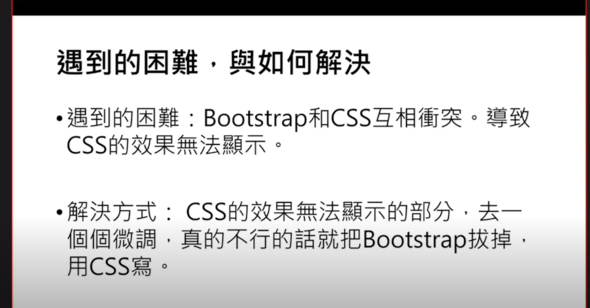 遇到的困難，與如何解決
•遇到的困難：Bootstrap和CSS互相衝突。導致
CSS的效果無法顯示。
•解決方式： CSS的效果無法顯示的部分，去一
個個微調，真的不行的話就把Bootstrap拔掉，
用CSS寫。